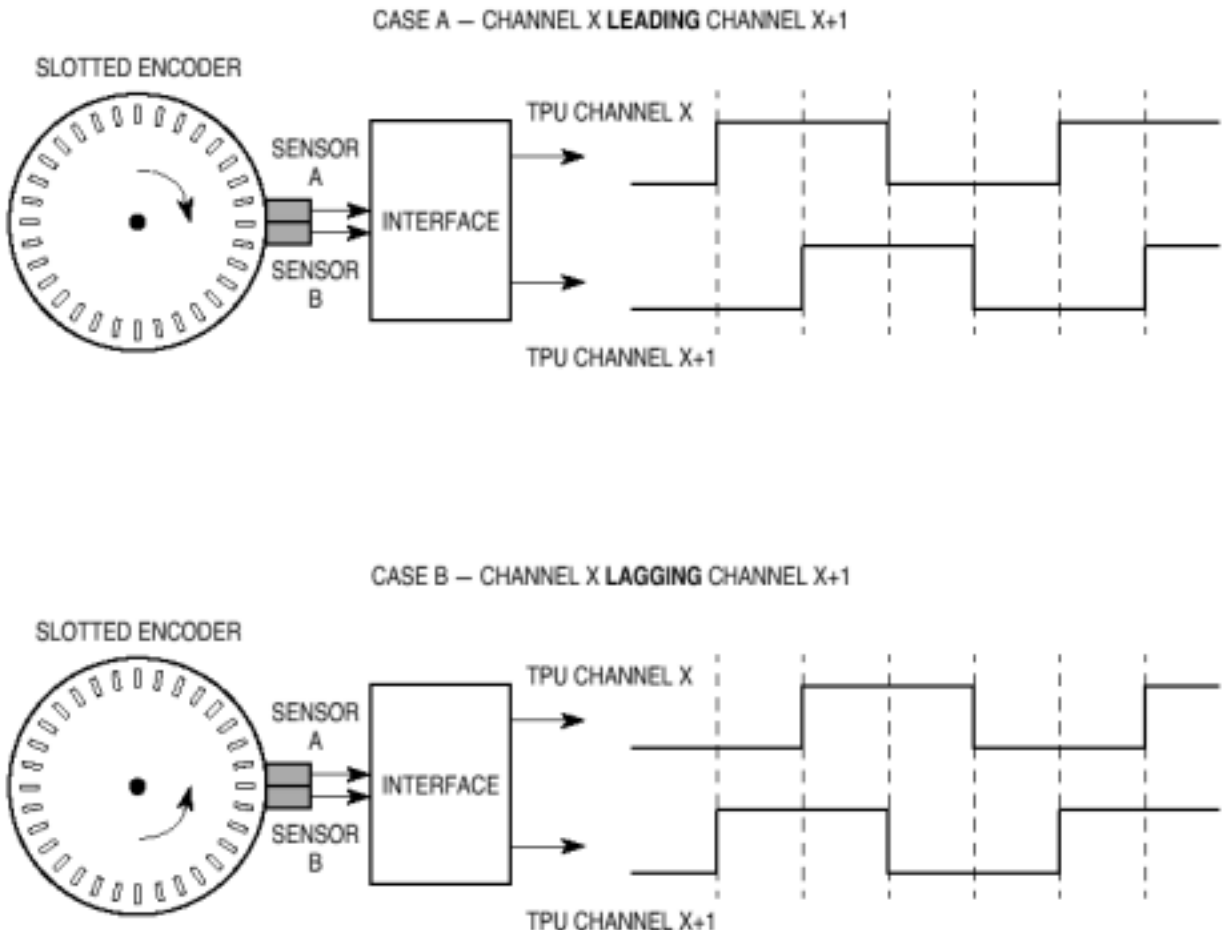 CASE A – CHANNEL X LEADING CHANNEL X+1
SLOTTED ENCODER
TPU CHANNEL X
SENSOR
A
INTERFACE
SENSOR
B
TPU CHANNEL X+1
CASE B – CHANNEL X LAGGING CHANNEL X+1
SLOTTED ENCODER
TPU CHANNEL X
SENSOR
A
INTERFACE
SENSOR
B
TPU CHANNEL X+1